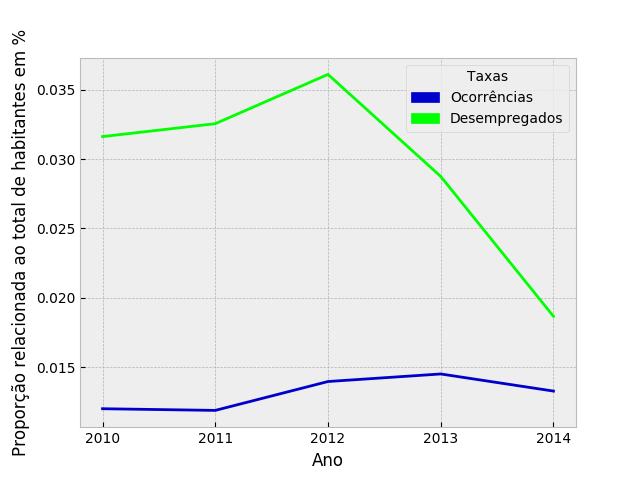 Proporção relacionada ao total de habitantes em %
0.035
0.030
0.025
0.020
0.015
Taxas
Ocorrências
Desempregados
2010 2011 2012 2013 2014
Ano